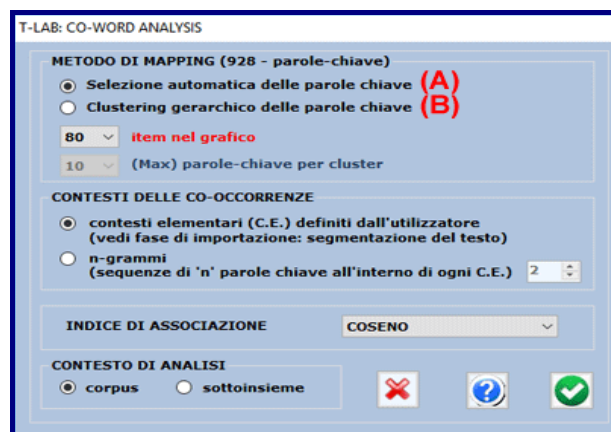 T-LAB: CO-WORD ANALYSIS
METODO DI MAPPING (928 - parole-chiave)
Selezione automatica delle parole chiave (A)
Clustering gerarchico delle parole chiave (B)
80 item nel grafico
10 (Max) parole-chiave per cluster
CONTESTI DELLE CO-OCCORRENZE
contesti elementari (C.E.) definiti dall'utilizzatore
(vedi fase di importazione: segmentazione del testo)
n-grammi
(sequenze di 'n' parole chiave all'interno di ogni C.E.) 2
INDICE DI ASSOCIAZIONE COSENO
CONTESTO DI ANALISI
corpus sottoinsieme
?